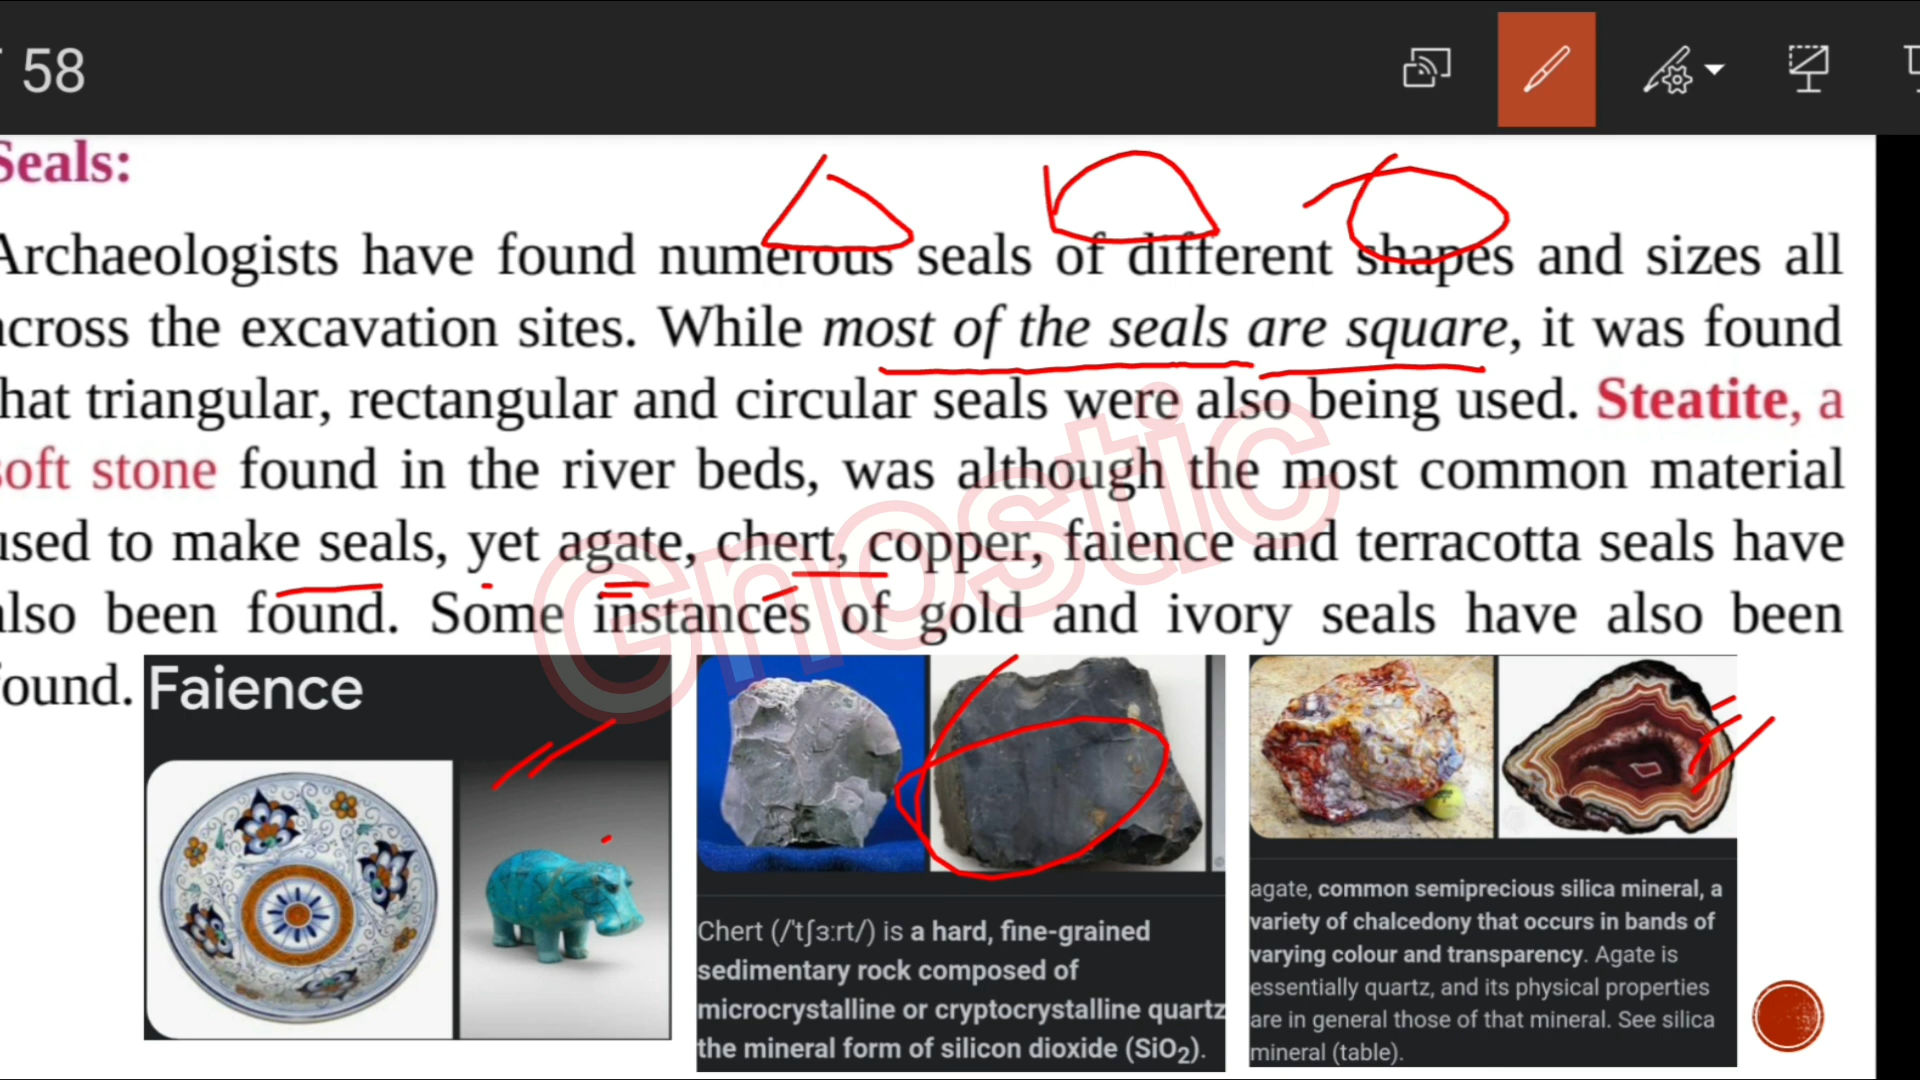 58
Seals:
Archaeologists have found numerous seals of different shapes and sizes all
across the excavation sites. While most of the seals are square, it was found
that triangular, rectangular and circular seals were also being used. Steatite, a
soft stone found in the river beds, was although the most common material
used to make seals, yet agate, chert, copper, faience and terracotta seals have
also been found. Some instances of gold and ivory seals have also been
found.
Gnostic
Faience
Chert (/ˈtʃɜːrt/) is a hard, fine-grained
sedimentary rock composed of
microcrystalline or cryptocrystalline quartz
the mineral form of silicon dioxide (SiO₂).
agate, common semiprecious silica mineral, a
variety of chalcedony that occurs in bands of
varying colour and transparency. Agate is
essentially quartz, and its physical properties
are in general those of that mineral. See silica
mineral (table).